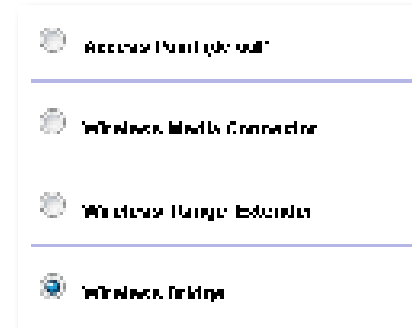 Access Point (default)
Wireless Media Connector
Wireless Range Extender
Wireless Bridge